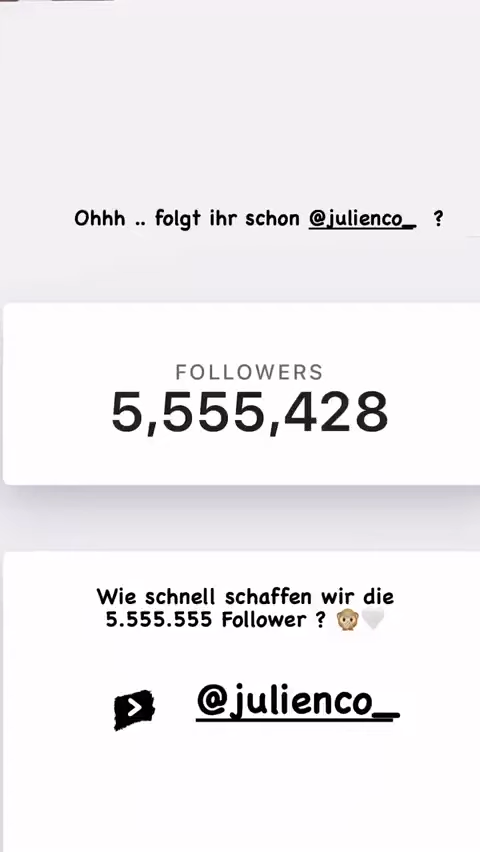 Ohhh .. folgt ihr schon @julienco_ ?
FOLLOWERS
5,555,428
Wie schnell schaffen wir die
5.555.555 Follower ? 🙊🤍
@julienco_